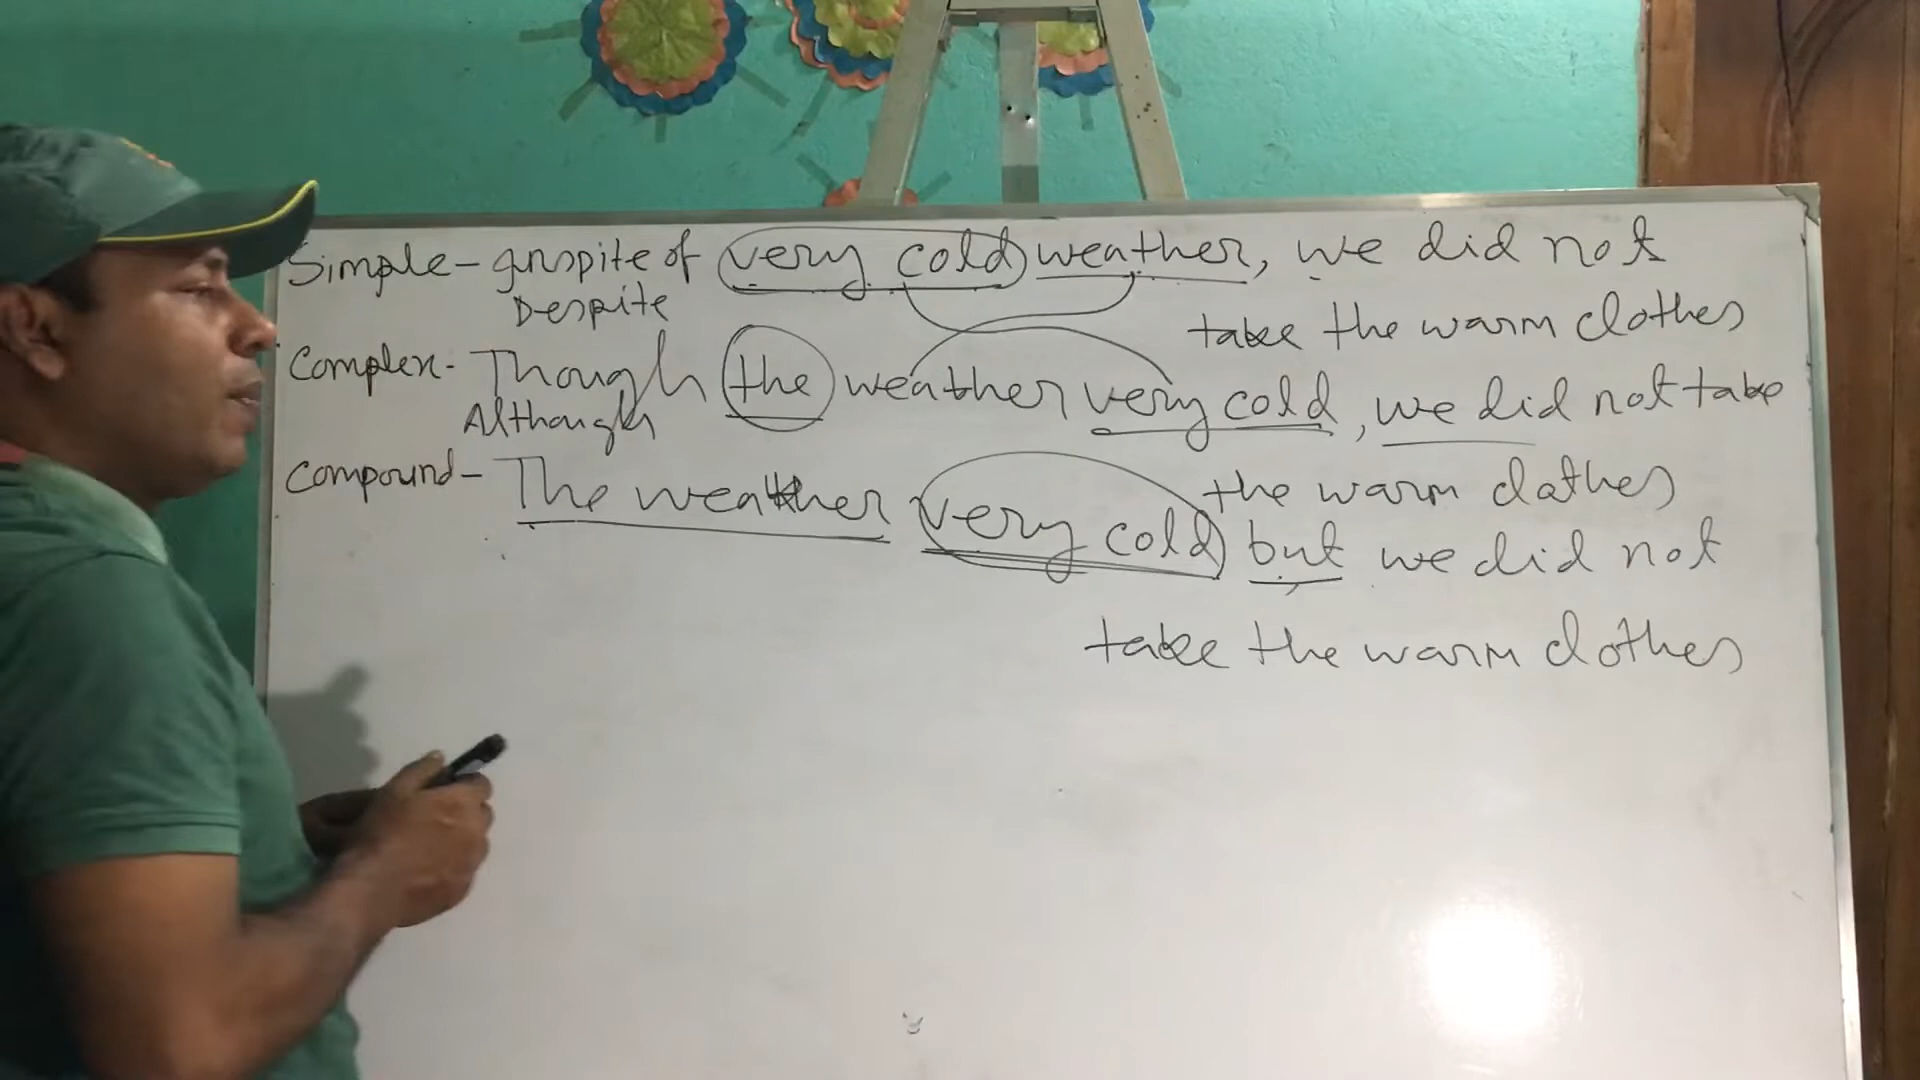 Simple - Inspite of very cold weather, we did not
Despite
take the warm clothes
Complex - Though the weather very cold, we did not take
Although
the warm clothes
Compound - The weather very cold but we did not
take the warm clothes